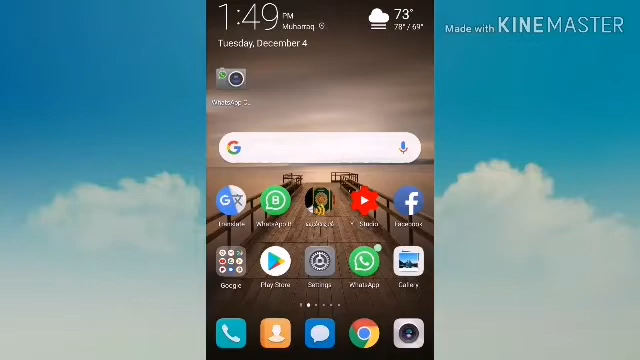 1:49 PM
Muharraq
73°
78° / 69°
Tuesday, December 4
Made with KINEMASTER
WhatsApp C...
Translate
WhatsApp B...
Studio
Facebook
Google
Play Store
Settings
WhatsApp
Gallery